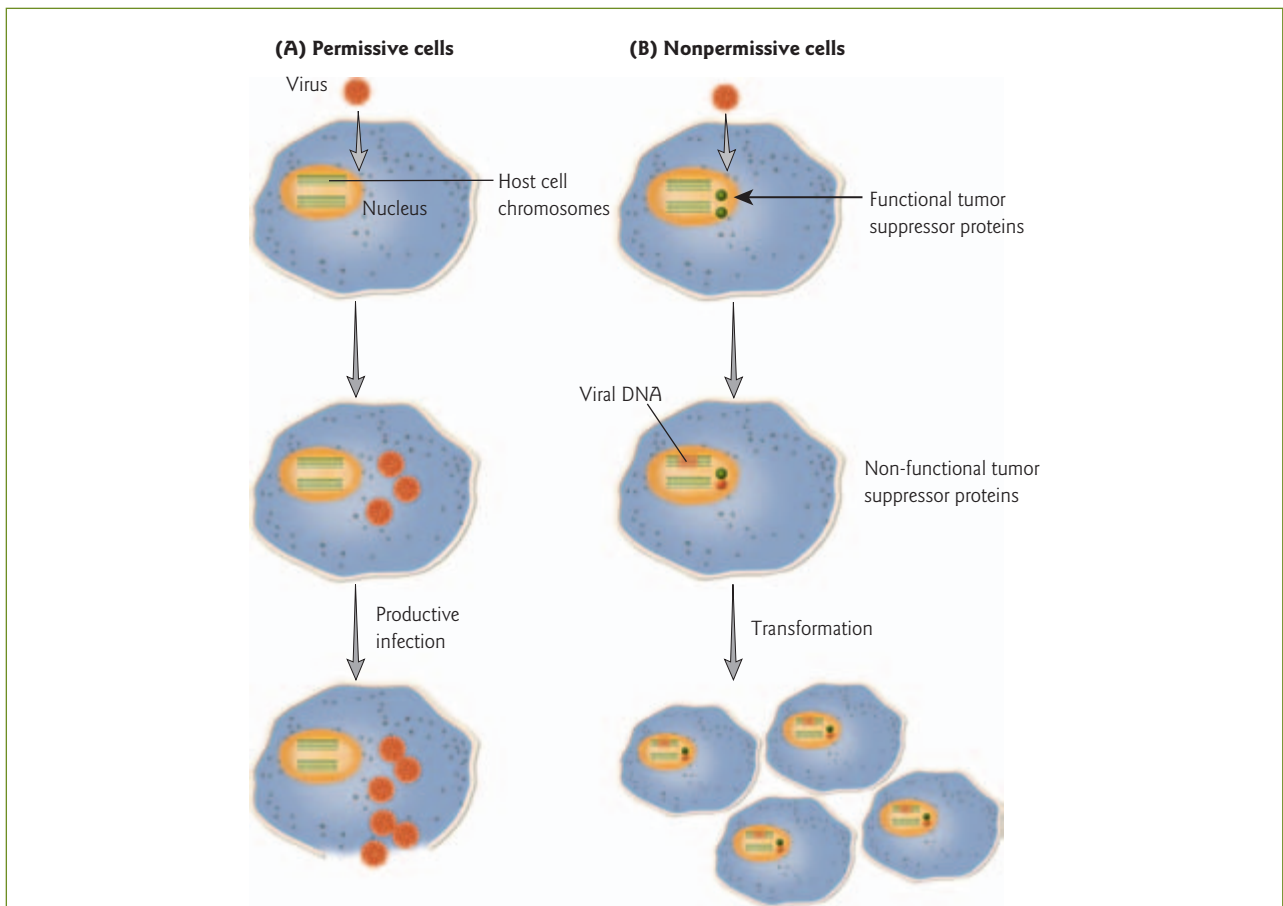 (A) Permissive cells
Virus
Nucleus
Host cell
chromosomes
Productive
infection
(B) Nonpermissive cells
Functional tumor
suppressor proteins
Viral DNA
Non-functional tumor
suppressor proteins
Transformation